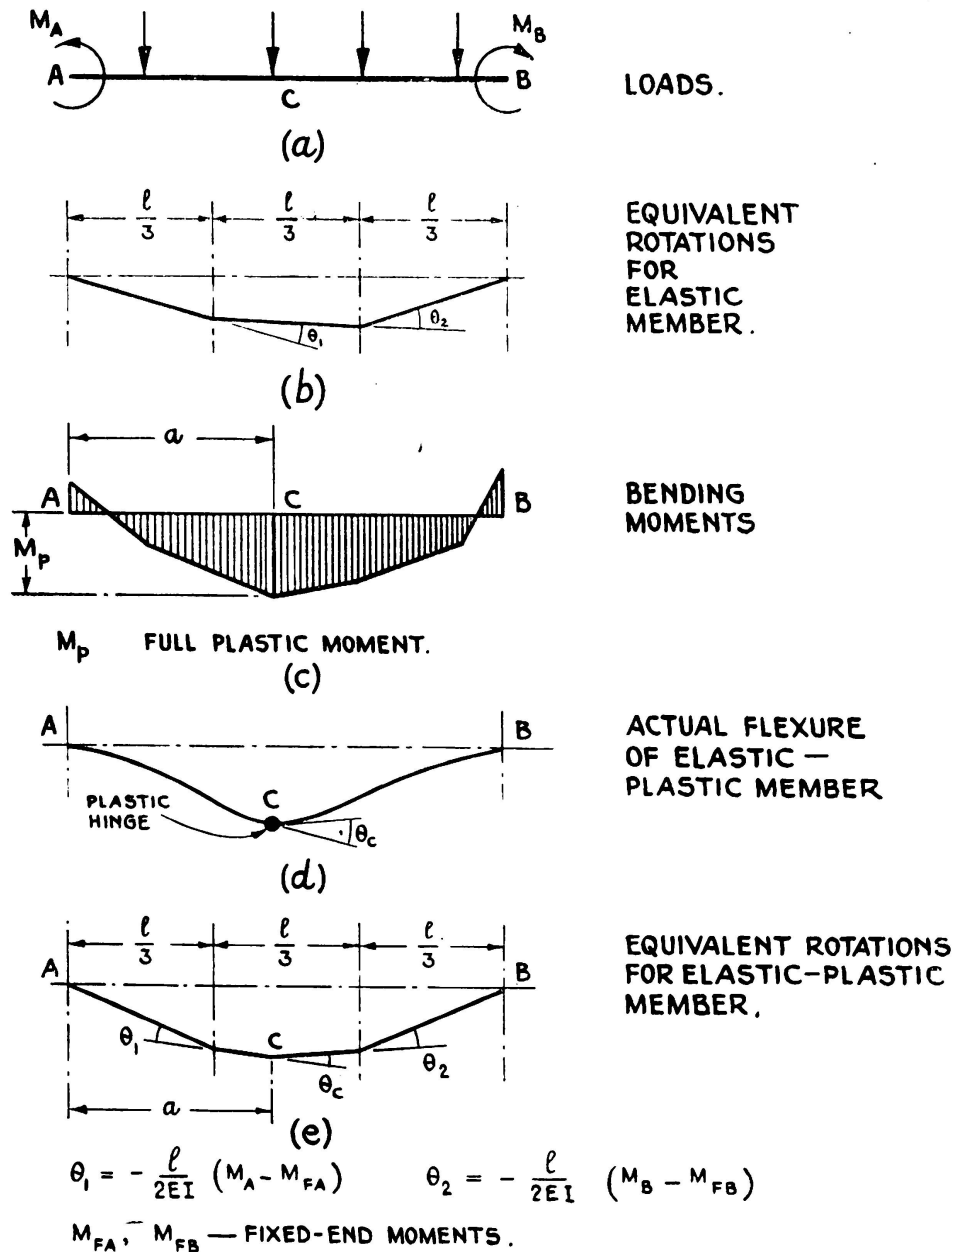 M_A
M_B
A
B
C
LOADS.
(a)
ℓ/3 ℓ/3 ℓ/3
θ₁
θ₂
EQUIVALENT
ROTATIONS
FOR
ELASTIC
MEMBER.
(b)
a
A
C
B
M_P
BENDING
MOMENTS
M_P FULL PLASTIC MOMENT.
(c)
A
B
C
PLASTIC
HINGE
θ_C
ACTUAL FLEXURE
OF ELASTIC —
PLASTIC MEMBER
(d)
ℓ/3 ℓ/3 ℓ/3
A
B
θ₁
C
θ_C
θ₂
a
EQUIVALENT ROTATIONS
FOR ELASTIC-PLASTIC
MEMBER.
(e)
θ₁ = - ℓ/2EI (M_A - M_FA) θ₂ = - ℓ/2EI (M_B - M_FB)
M_FA, M_FB — FIXED-END MOMENTS.